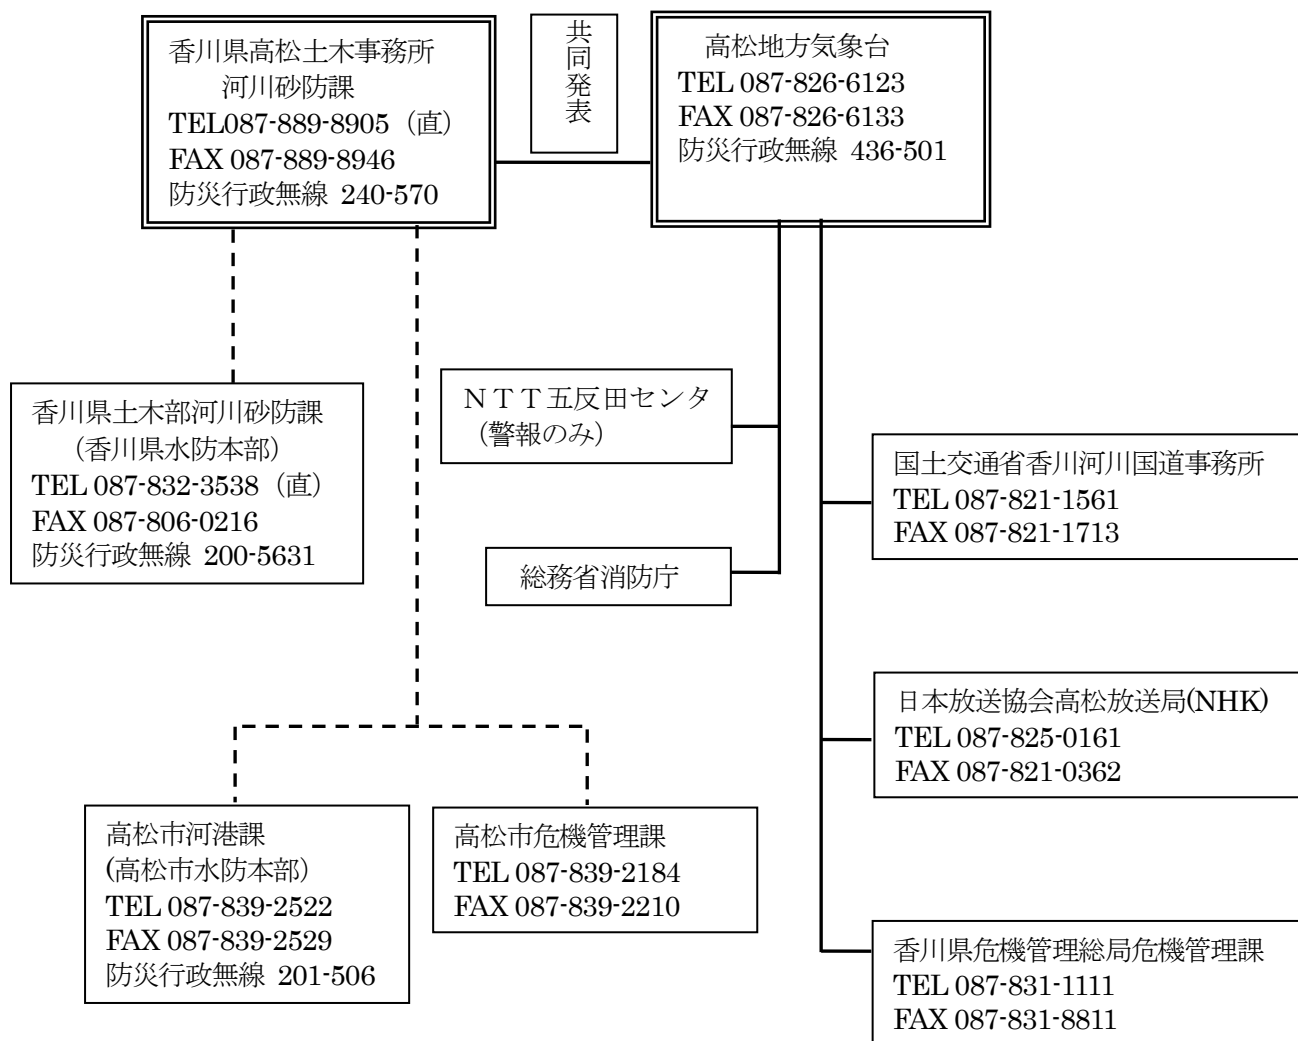 香川県高松土木事務所
河川砂防課
TEL087-889-8905（直）
FAX 087-889-8946
防災行政無線 240-570
共同発表
高松地方気象台
TEL 087-826-6123
FAX 087-826-6133
防災行政無線 436-501
香川県土木部河川砂防課
（香川県水防本部）
TEL 087-832-3538（直）
FAX 087-806-0216
防災行政無線 200-5631
ＮＴＴ五反田センタ
（警報のみ）
総務省消防庁
国土交通省香川河川国道事務所
TEL 087-821-1561
FAX 087-821-1713
日本放送協会高松放送局(NHK)
TEL 087-825-0161
FAX 087-821-0362
高松市河港課
(高松市水防本部）
TEL 087-839-2522
FAX 087-839-2529
防災行政無線 201-506
高松市危機管理課
TEL 087-839-2184
FAX 087-839-2210
香川県危機管理総局危機管理課
TEL 087-831-1111
FAX 087-831-8811